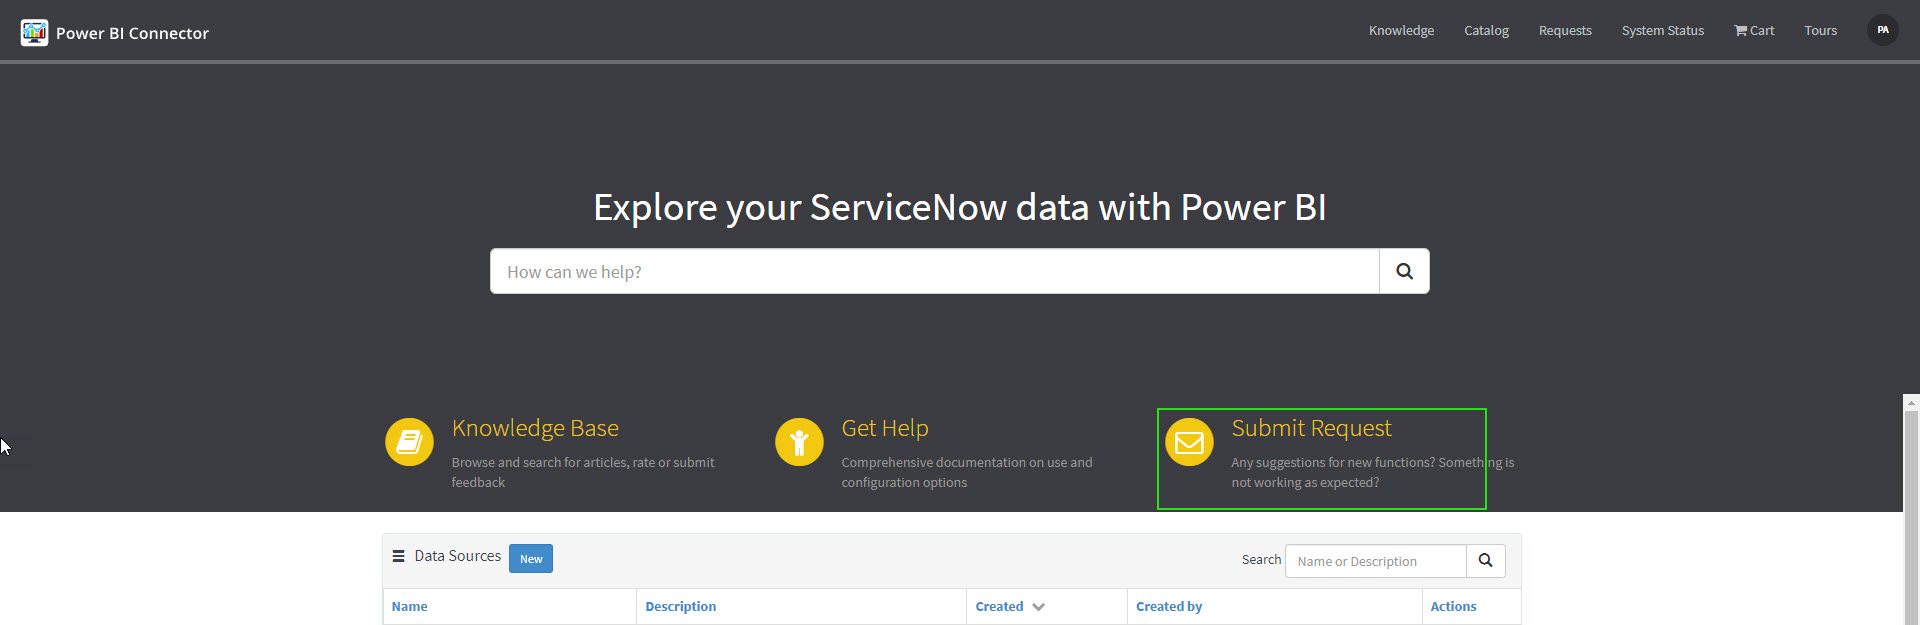 Power BI Connector
Knowledge Catalog Requests System Status Cart Tours PA
Explore your ServiceNow data with Power BI
How can we help?
Knowledge Base
Browse and search for articles, rate or submit
feedback
Get Help
Comprehensive documentation on use and
configuration options
Submit Request
Any suggestions for new functions? Something is
not working as expected?
Data Sources New
Search Name or Description
Name Description Created Created by Actions